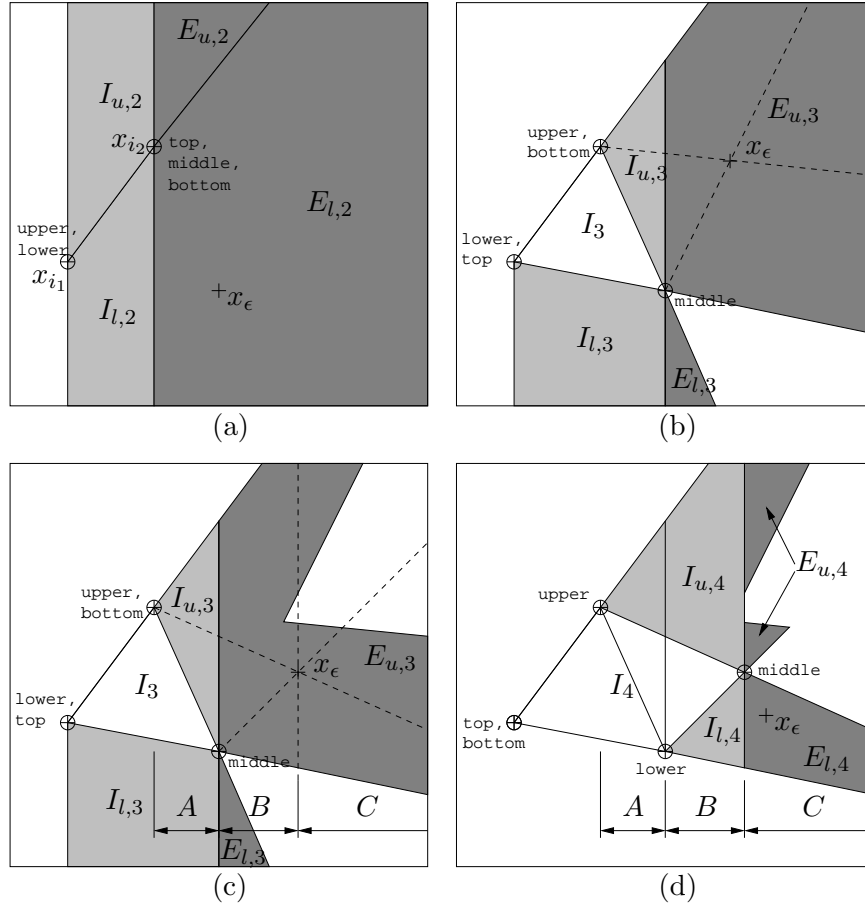 E_{u,2}
I_{u,2}
x_{i_2} top,
middle,
bottom
E_{l,2}
upper,
lower
x_{i_1}
I_{l,2}
+x_ϵ
(a)
E_{u,3}
upper,
bottom
x_ϵ
I_{u,3}
I_3
lower,
top
middle
I_{l,3}
E_{l,3}
(b)
upper,
bottom
I_{u,3}
x_ϵ
E_{u,3}
I_3
lower,
top
middle
I_{l,3}
A B C
E_{l,3}
(c)
I_{u,4}
E_{u,4}
upper
middle
I_4
top,
bottom
I_{l,4}
+x_ϵ
lower
E_{l,4}
A B C
(d)